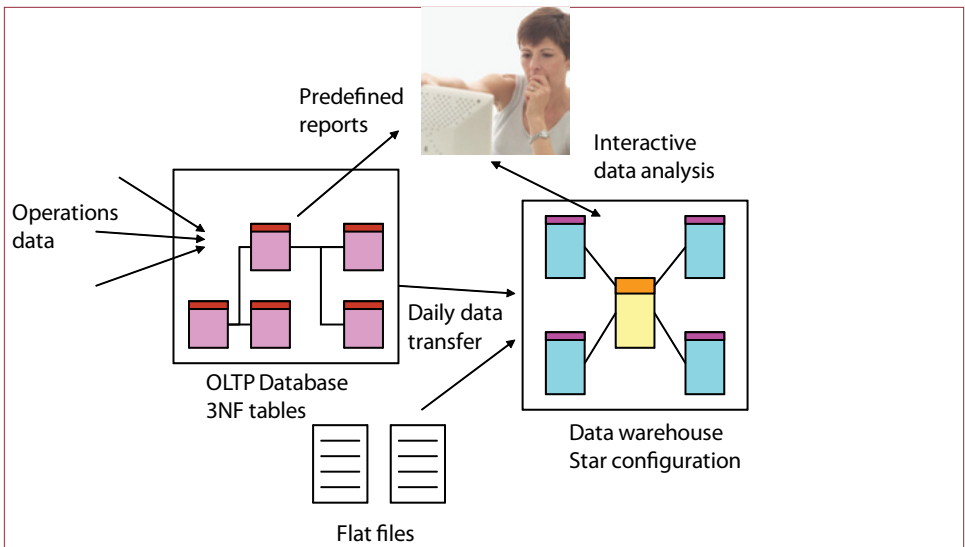 Predefined
reports
Interactive
data analysis
Operations
data
Daily data
transfer
OLTP Database
3NF tables
Data warehouse
Star configuration
Flat files